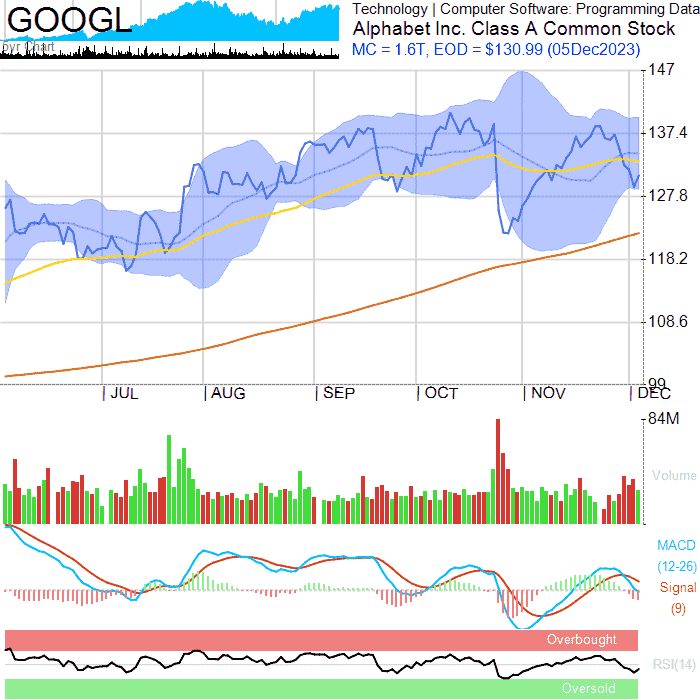 GOOGL
5yr Chart
Technology | Computer Software: Programming Data
Alphabet Inc. Class A Common Stock
MC = 1.6T, EOD = $130.99 (05Dec2023)
147
137.4
127.8
118.2
108.6
99
JUL AUG SEP OCT NOV DEC
84M
Volume
MACD
(12-26)
Signal
(9)
Overbought
RSI(14)
Oversold